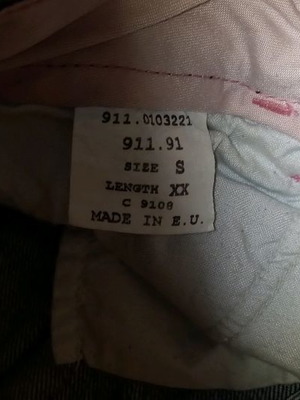 911.0103221
911.91
SIZE S
LENGTH XX
C 9108
MADE IN E.U.